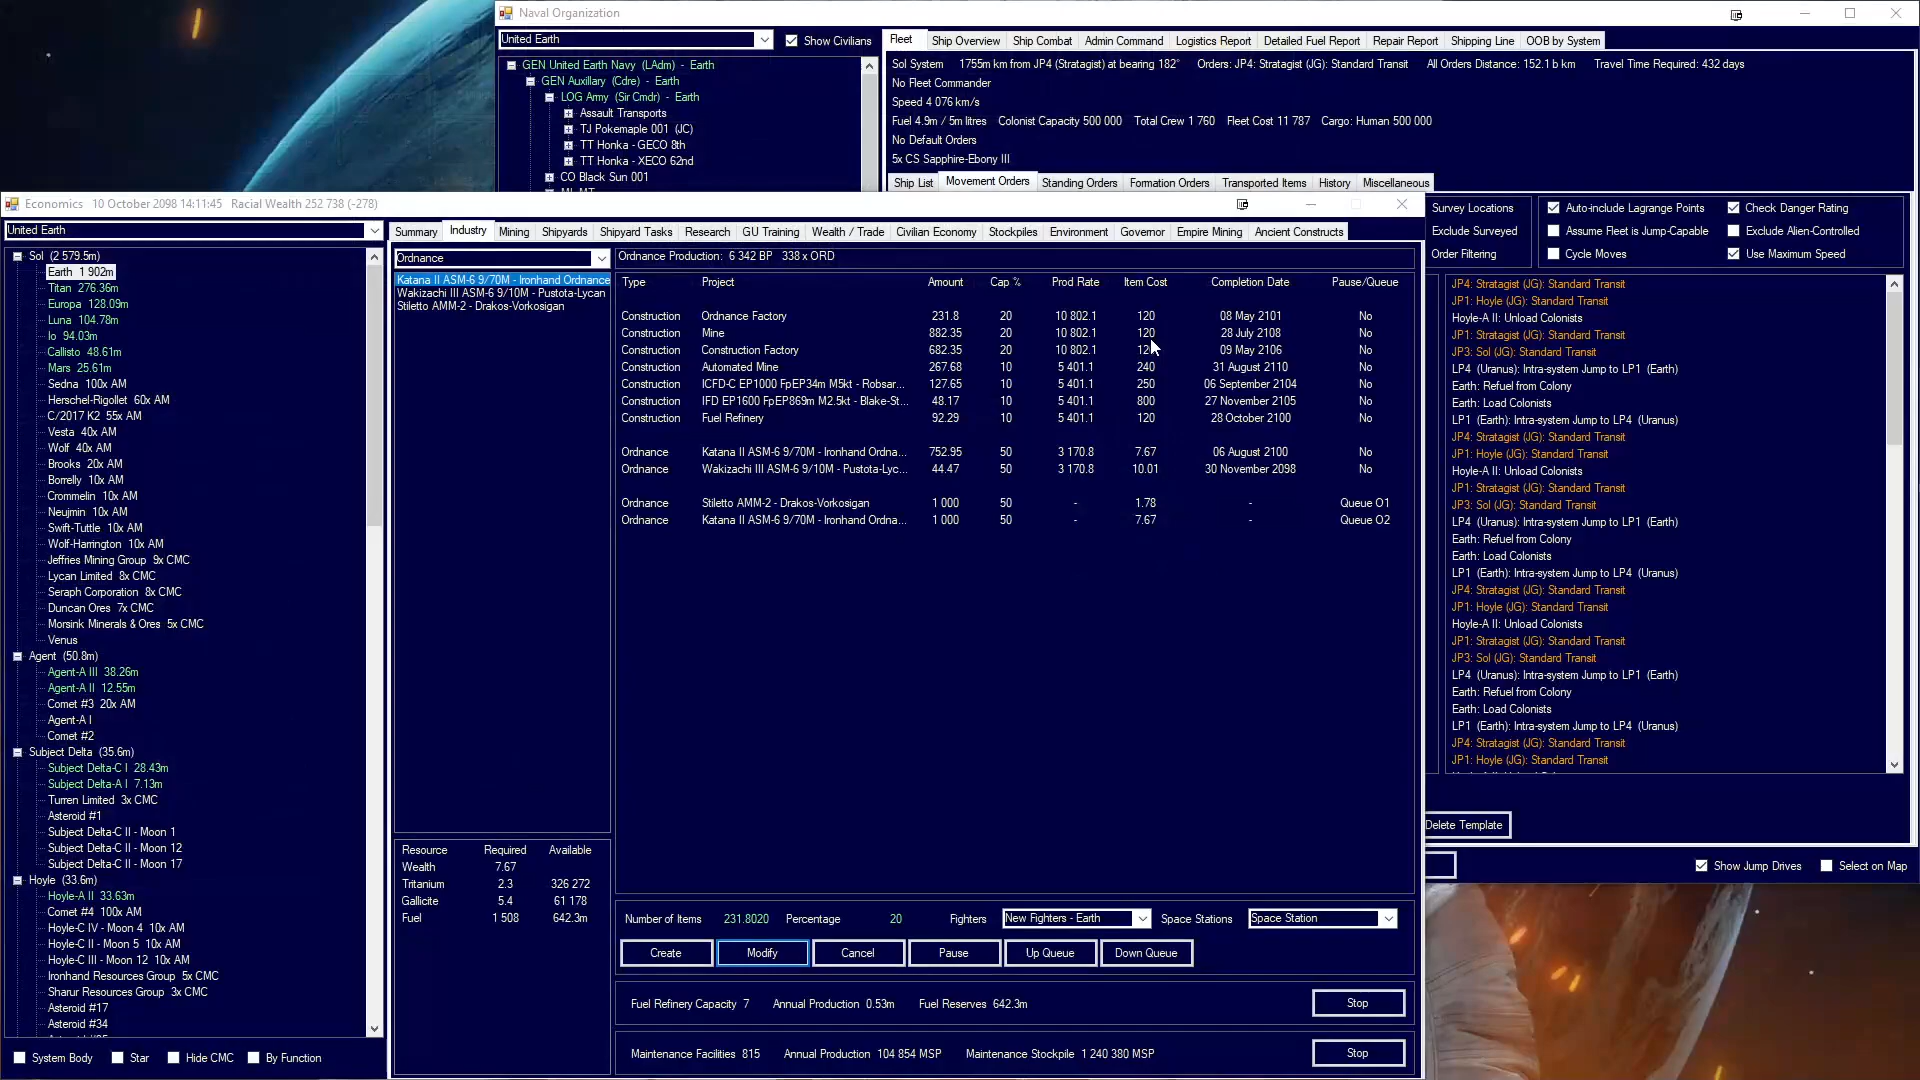 Naval Organization
United Earth
Show Civilians
GEN United Earth Navy (LAdm) - Earth
GEN Auxillary (Cdre) - Earth
LOG Army (Sir Cmdr) - Earth
Assault Transports
TJ Pokemaple 001 (JC)
TT Honka - GECO 8th
TT Honka - XECO 62nd
CO Black Sun 001
Fleet Ship Overview Ship Combat Admin Command Logistics Report Detailed Fuel Report Repair Report Shipping Line OOB by System
Sol System 1755m km from JP4 (Stratagist) at bearing 182° Orders: JP4: Stratagist (JG): Standard Transit All Orders Distance: 152.1 b km Travel Time Required: 432 days
No Fleet Commander
Speed 4 076 km/s
Fuel 4.9m / 5m litres Colonist Capacity 500 000 Total Crew 1 760 Fleet Cost 11 787 Cargo: Human 500 000
No Default Orders
5x CS Sapphire-Ebony III
Ship List Movement Orders Standing Orders Formation Orders Transported Items History Miscellaneous
Survey Locations
Exclude Surveyed
Order Filtering
Auto-include Lagrange Points Check Danger Rating
Assume Fleet is Jump-Capable Exclude Alien-Controlled
Cycle Moves Use Maximum Speed
JP4: Stratagist (JG): Standard Transit
JP1: Hoyle (JG): Standard Transit
Hoyle-A II: Unload Colonists
JP1: Stratagist (JG): Standard Transit
JP3: Sol (JG): Standard Transit
LP4 (Uranus): Intra-system Jump to LP1 (Earth)
Earth: Refuel from Colony
Earth: Load Colonists
LP1 (Earth): Intra-system Jump to LP4 (Uranus)
JP4: Stratagist (JG): Standard Transit
JP1: Hoyle (JG): Standard Transit
Hoyle-A II: Unload Colonists
JP1: Stratagist (JG): Standard Transit
JP3: Sol (JG): Standard Transit
LP4 (Uranus): Intra-system Jump to LP1 (Earth)
Earth: Refuel from Colony
Earth: Load Colonists
LP1 (Earth): Intra-system Jump to LP4 (Uranus)
JP4: Stratagist (JG): Standard Transit
JP1: Hoyle (JG): Standard Transit
Hoyle-A II: Unload Colonists
JP1: Stratagist (JG): Standard Transit
JP3: Sol (JG): Standard Transit
LP4 (Uranus): Intra-system Jump to LP1 (Earth)
Earth: Refuel from Colony
Earth: Load Colonists
LP1 (Earth): Intra-system Jump to LP4 (Uranus)
JP4: Stratagist (JG): Standard Transit
JP1: Hoyle (JG): Standard Transit
Delete Template
Show Jump Drives Select on Map
Economics 10 October 2098 14:11:45 Racial Wealth 252 738 (-278)
United Earth
Sol (2 579.5m)
Earth 1 902m
Titan 276.36m
Europa 128.09m
Luna 104.78m
Io 94.03m
Callisto 48.61m
Mars 25.61m
Sedna 100x AM
Herschel-Rigollet 60x AM
C/2017 K2 55x AM
Vesta 40x AM
Wolf 40x AM
Brooks 20x AM
Borrelly 10x AM
Crommelin 10x AM
Neujmin 10x AM
Swift-Tuttle 10x AM
Wolf-Harrington 10x AM
Jeffries Mining Group 9x CMC
Lycan Limited 8x CMC
Seraph Corporation 8x CMC
Duncan Ores 7x CMC
Morsink Minerals & Ores 5x CMC
Venus
Agent (50.8m)
Agent-A III 38.26m
Agent-A II 12.55m
Comet #3 20x AM
Agent-A I
Comet #2
Subject Delta (35.6m)
Subject Delta-C I 28.43m
Subject Delta-A I 7.13m
Turren Limited 3x CMC
Asteroid #1
Subject Delta-C II - Moon 1
Subject Delta-C II - Moon 12
Subject Delta-C II - Moon 17
Hoyle (33.6m)
Hoyle-A II 33.63m
Comet #4 100x AM
Hoyle-C IV - Moon 4 10x AM
Hoyle-C II - Moon 5 10x AM
Hoyle-C III - Moon 12 10x AM
Ironhand Resources Group 5x CMC
Sharur Resources Group 3x CMC
Asteroid #17
Asteroid #34
System Body Star Hide CMC By Function
Summary Industry Mining Shipyards Shipyard Tasks Research GU Training Wealth / Trade Civilian Economy Stockpiles Environment Governor Empire Mining Ancient Constructs
Ordnance
Katana II ASM-6 9/70M - Ironhand Ordnance
Wakizachi III ASM-6 9/10M - Pustota-Lycan
Stiletto AMM-2 - Drakos-Vorkosigan
Resource Required Available
Wealth 7.67
Tritanium 2.3 326 272
Gallicite 5.4 61 178
Fuel 1 508 642.3m
Ordnance Production: 6 342 BP 338 x ORD
Type Project Amount Cap % Prod Rate Item Cost Completion Date Pause/Queue
Construction Ordnance Factory 231.8 20 10 802.1 120 08 May 2101 No
Construction Mine 882.35 20 10 802.1 120 28 July 2108 No
Construction Construction Factory 682.35 20 10 802.1 09 May 2106 No
Construction Automated Mine 267.68 10 5 401.1 240 31 August 2110 No
Construction ICFD-C EP1000 FpEP34m M5kt - Robsar... 127.65 10 5 401.1 250 06 September 2104 No
Construction IFD EP1600 FpEP869m M2.5kt - Blake-St... 48.17 10 5 401.1 800 27 November 2105 No
Construction Fuel Refinery 92.29 10 5 401.1 120 28 October 2100 No
Ordnance Katana II ASM-6 9/70M - Ironhand Ordna... 752.95 50 3 170.8 7.67 06 August 2100 No
Ordnance Wakizachi III ASM-6 9/10M - Pustota-Lyc... 44.47 50 3 170.8 10.01 30 November 2098 No
Ordnance Stiletto AMM-2 - Drakos-Vorkosigan 1 000 50 - 1.78 - Queue O1
Ordnance Katana II ASM-6 9/70M - Ironhand Ordna... 1 000 50 - 7.67 - Queue O2
Number of Items 231.8020 Percentage 20 Fighters New Fighters - Earth Space Stations Space Station
Create Modify Cancel Pause Up Queue Down Queue
Fuel Refinery Capacity 7 Annual Production 0.53m Fuel Reserves 642.3m Stop
Maintenance Facilities 815 Annual Production 104 854 MSP Maintenance Stockpile 1 240 380 MSP Stop